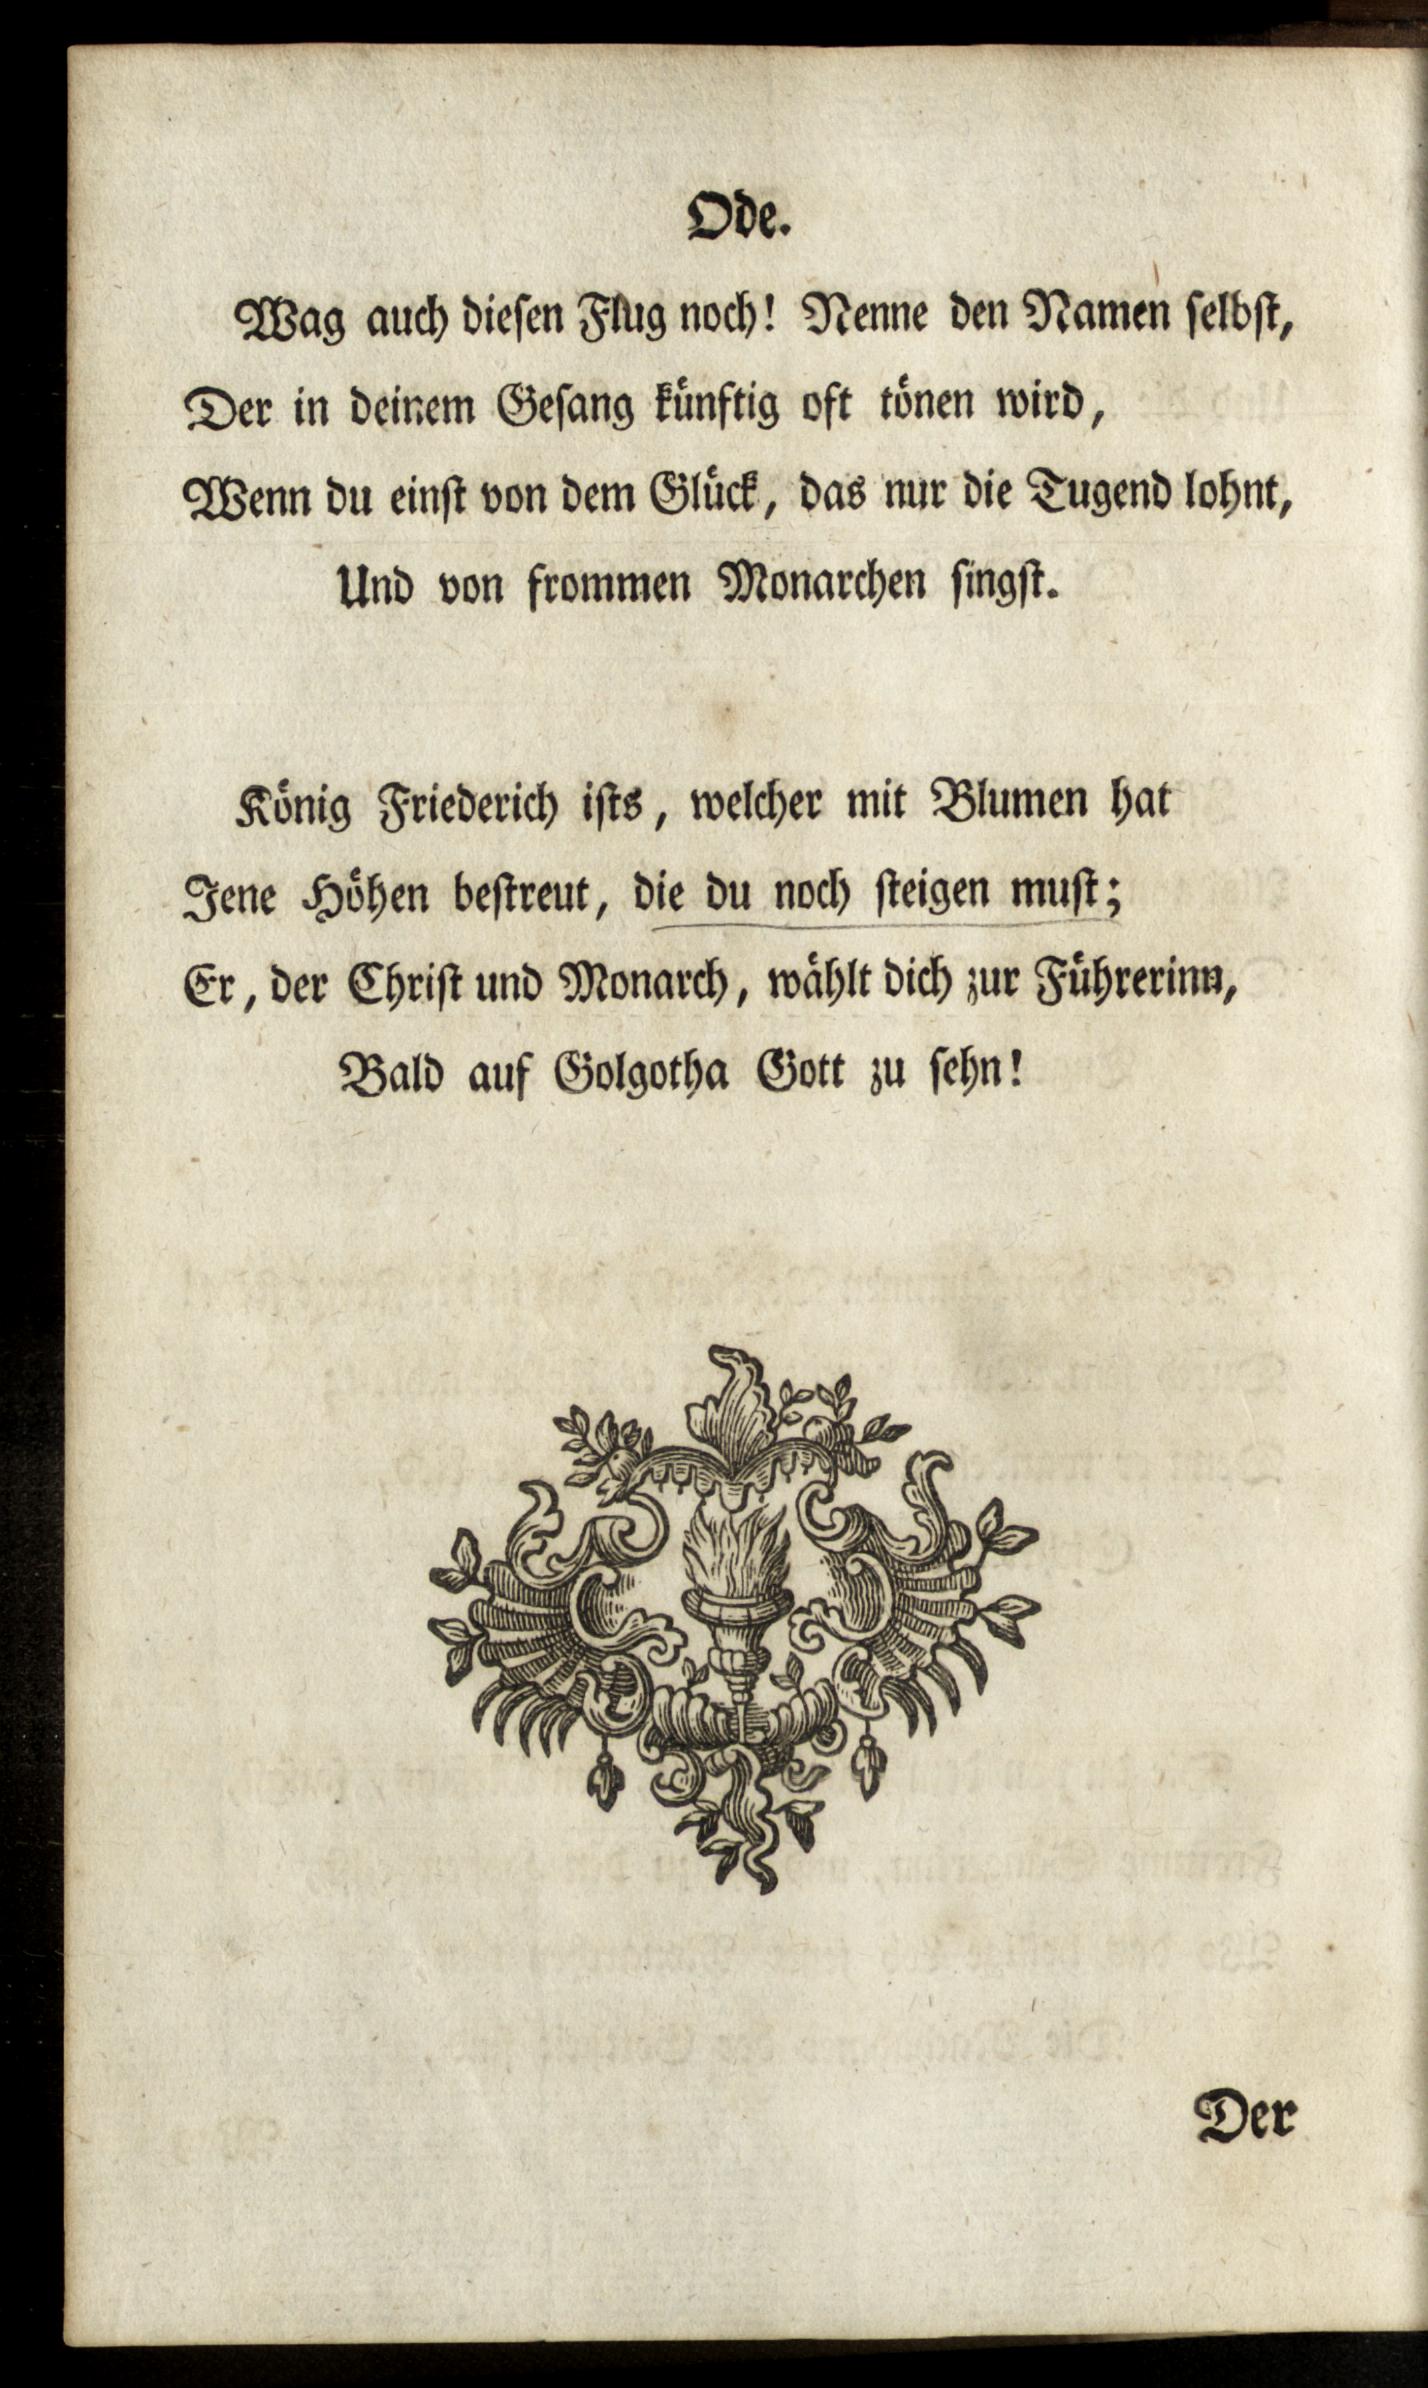 Ode.
Wag auch dieſen Flug noch! Nenne den Namen ſelbſt,
Der in deinem Geſang künftig oft tönen wird,
Wenn du einſt von dem Glück, das nur die Tugend lohnt,
Und von frommen Monarchen ſingſt.
König Friederich iſts, welcher mit Blumen hat
Jene Höhen beſtreut, die du noch ſteigen muſt;
Er, der Chriſt und Monarch, wählt dich zur Führerinn,
Bald auf Golgotha Gott zu ſehn!
Der